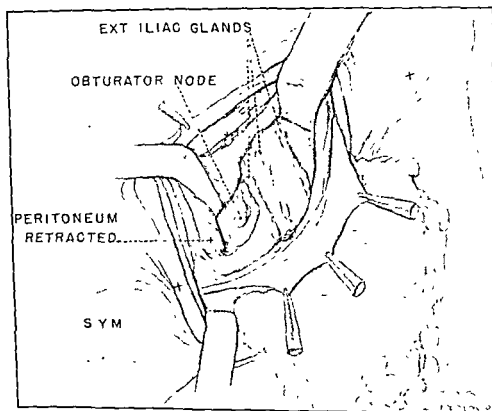 EXT ILIAC GLANDS
OBTURATOR NODE
PERITONEUM
RETRACTED
SYM